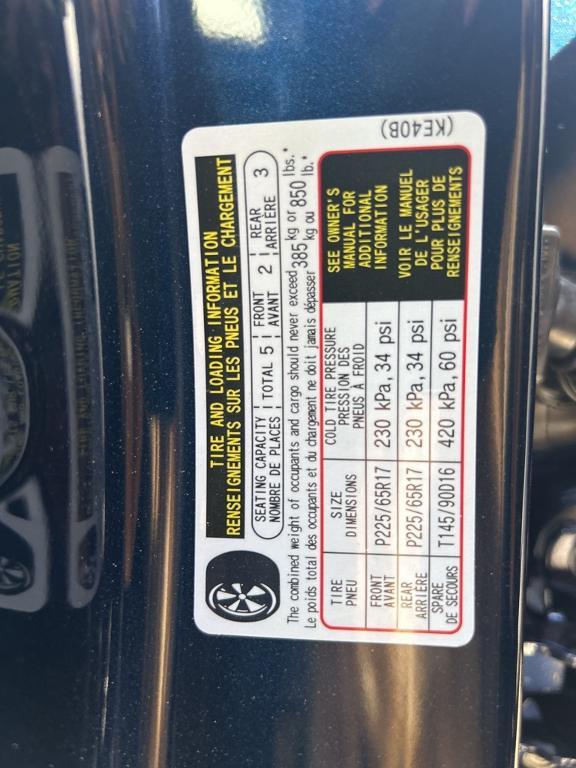 TIRE AND LOADING INFORMATION
RENSEIGNEMENTS SUR LES PNEUS ET LE CHARGEMENT
SEATING CAPACITY TOTAL 5 FRONT 2 REAR 3
NOMBRE DE PLACES AVANT ARRIÈRE
The combined weight of occupants and cargo should never exceed 385 kg or 850 lbs.*
Le poids total des occupants et du chargement ne doit jamais dépasser kg ou lb.*
TIRE SIZE COLD TIRE PRESSURE
PNEU DIMENSIONS PRESSION DES
PNEUS À FROID
FRONT P225/65R17 230 kPa, 34 psi
AVANT
REAR P225/65R17 230 kPa, 34 psi
ARRIÈRE
SPARE T145/90D16 420 kPa, 60 psi
DE SECOURS
SEE OWNER'S
MANUAL FOR
ADDITIONAL
INFORMATION
VOIR LE MANUEL
DE L'USAGER
POUR PLUS DE
RENSEIGNEMENTS
(KE40B)